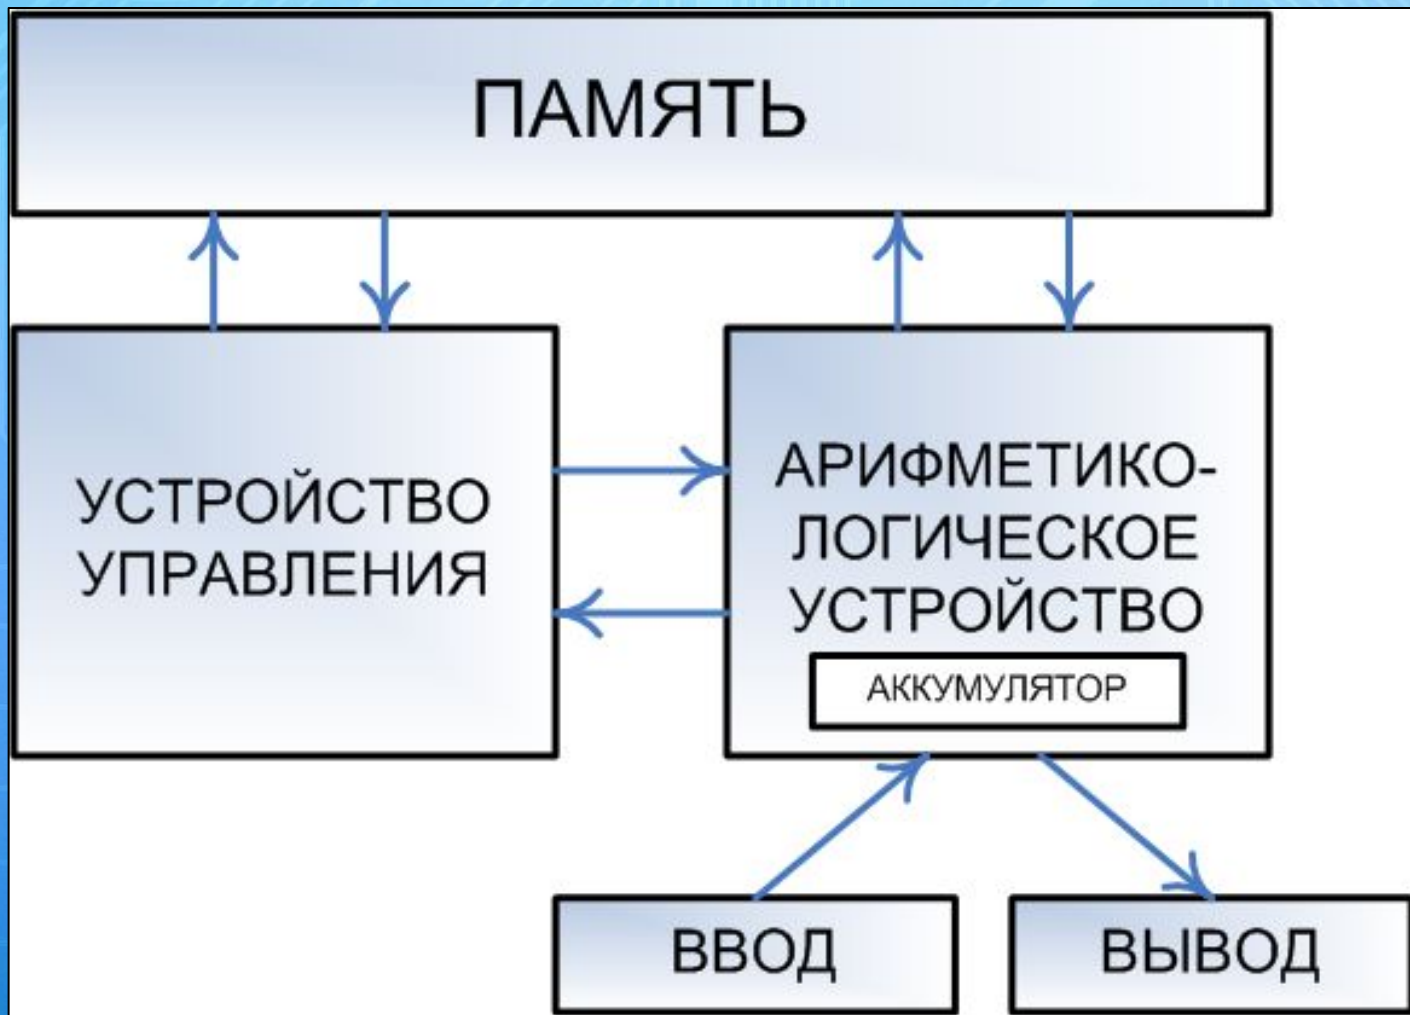 ПАМЯТЬ
УСТРОЙСТВО
УПРАВЛЕНИЯ
АРИФМЕТИКО-
ЛОГИЧЕСКОЕ
УСТРОЙСТВО
АККУМУЛЯТОР
ВВОД
ВЫВОД